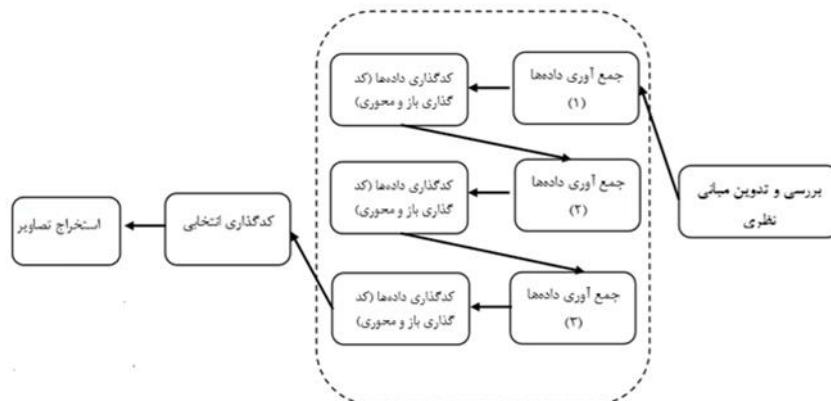 بررسی و تدوین مبانی
نظری
جمع آوری داده‌ها
(۱)
کدگذاری داده‌ها (کد
گذاری باز و محوری)
جمع آوری داده‌ها
(۲)
کدگذاری داده‌ها (کد
گذاری باز و محوری)
جمع آوری داده‌ها
(۳)
کدگذاری داده‌ها (کد
گذاری باز و محوری)
کدگذاری انتخابی
استخراج تصاویر